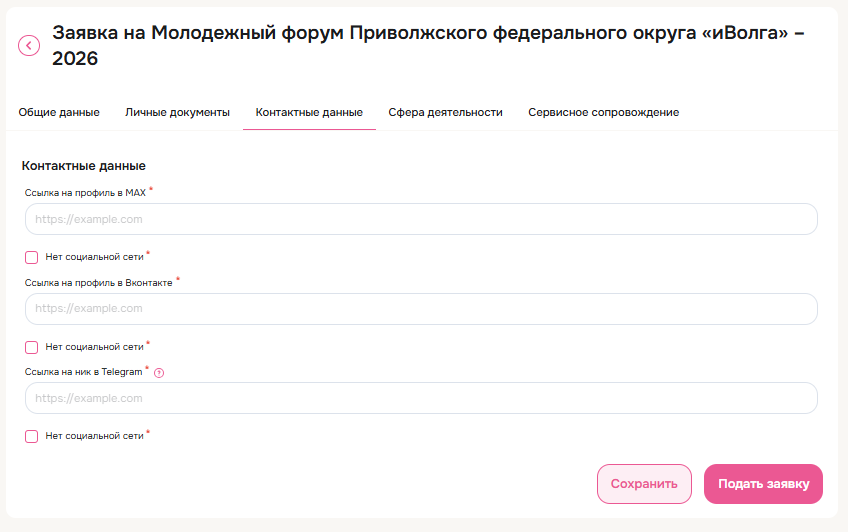 Заявка на Молодежный форум Приволжского федерального округа «иВолга» –
2026
Общие данные Личные документы Контактные данные Сфера деятельности Сервисное сопровождение
Контактные данные
Ссылка на профиль в MAX *
https://example.com
Нет социальной сети *
Ссылка на профиль в Вконтакте *
https://example.com
Нет социальной сети *
Ссылка на ник в Telegram * ?
https://example.com
Нет социальной сети *
Сохранить Подать заявку